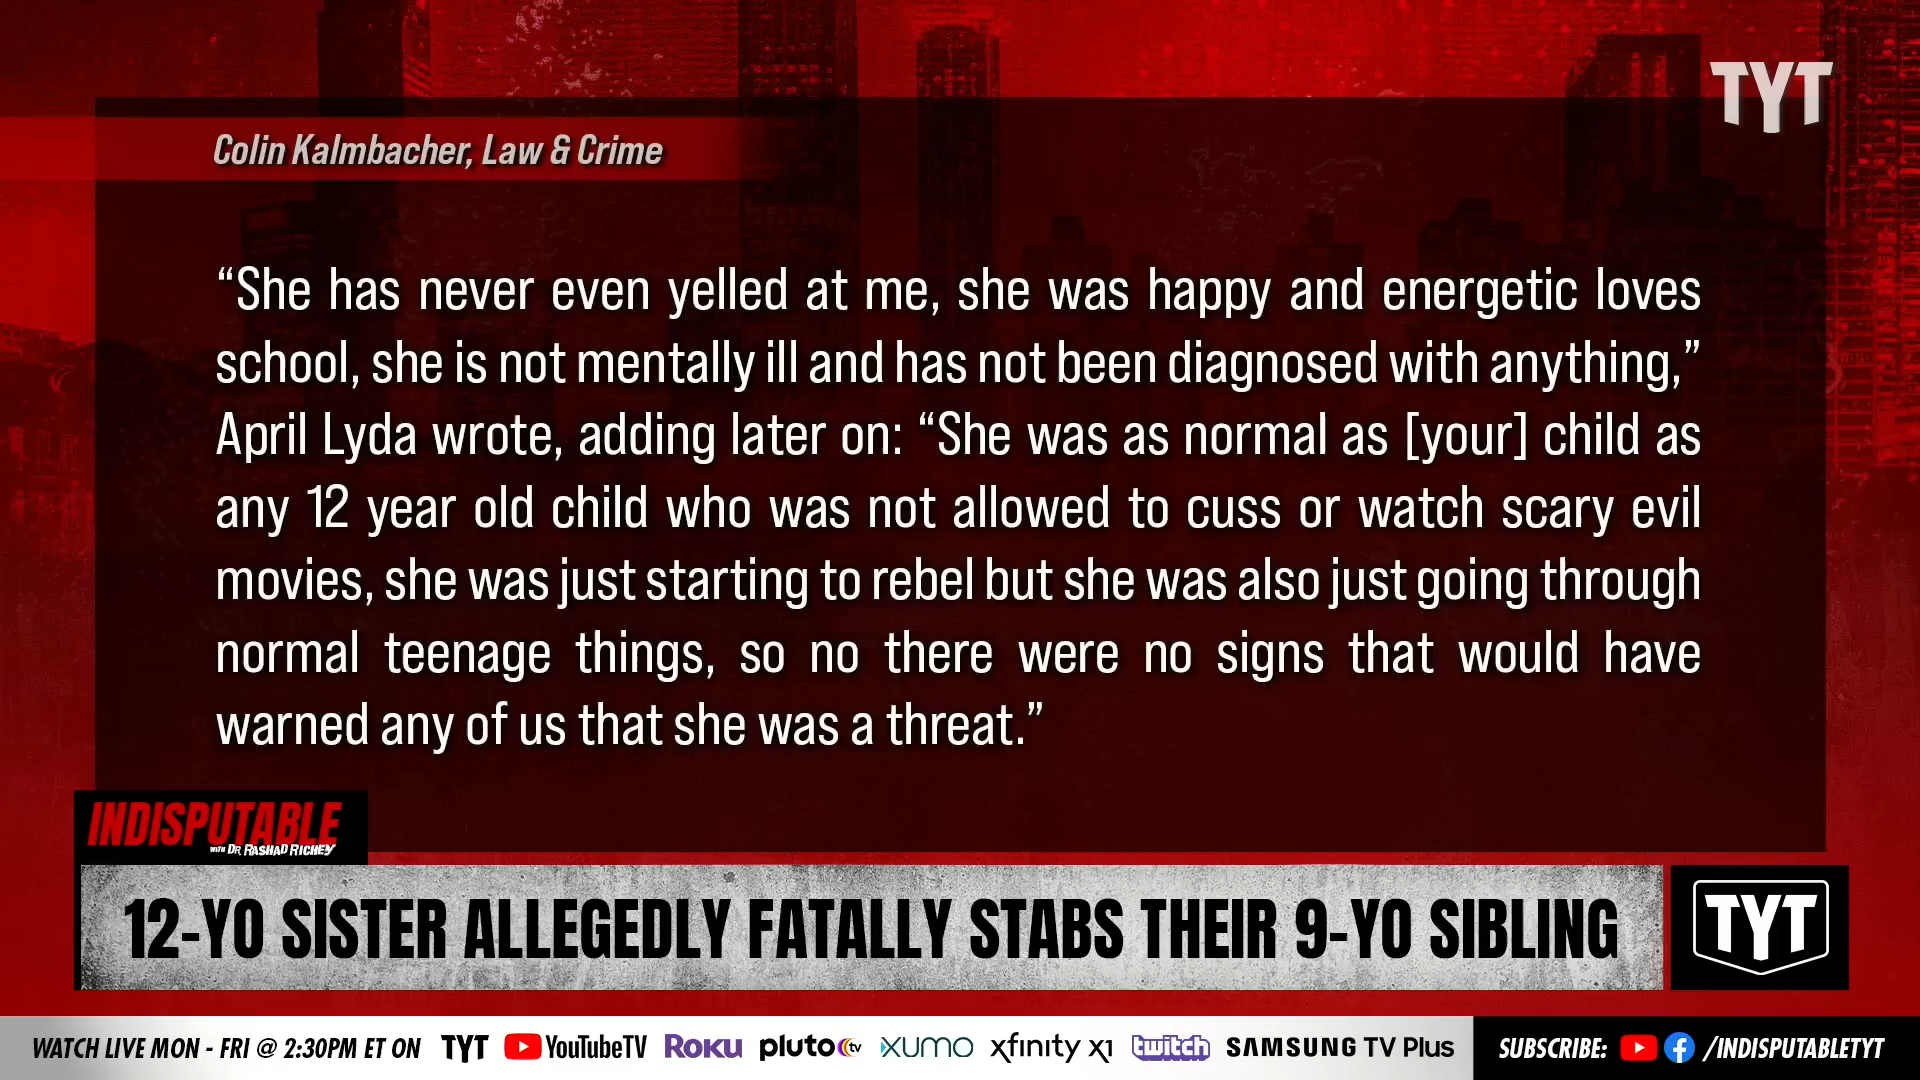 TYT
Colin Kalmbacher, Law & Crime
“She has never even yelled at me, she was happy and energetic loves
school, she is not mentally ill and has not been diagnosed with anything,”
April Lyda wrote, adding later on: “She was as normal as [your] child as
any 12 year old child who was not allowed to cuss or watch scary evil
movies, she was just starting to rebel but she was also just going through
normal teenage things, so no there were no signs that would have
warned any of us that she was a threat.”
INDISPUTABLE
WITH DR RASHAD RICHEY
12-YO SISTER ALLEGEDLY FATALLY STABS THEIR 9-YO SIBLING
TYT
WATCH LIVE MON - FRI @ 2:30PM ET ON TYT YouTubeTV ROKU pluto tv xumo xfinity x1 twitch SAMSUNG TV Plus SUBSCRIBE: /INDISPUTABLETYT